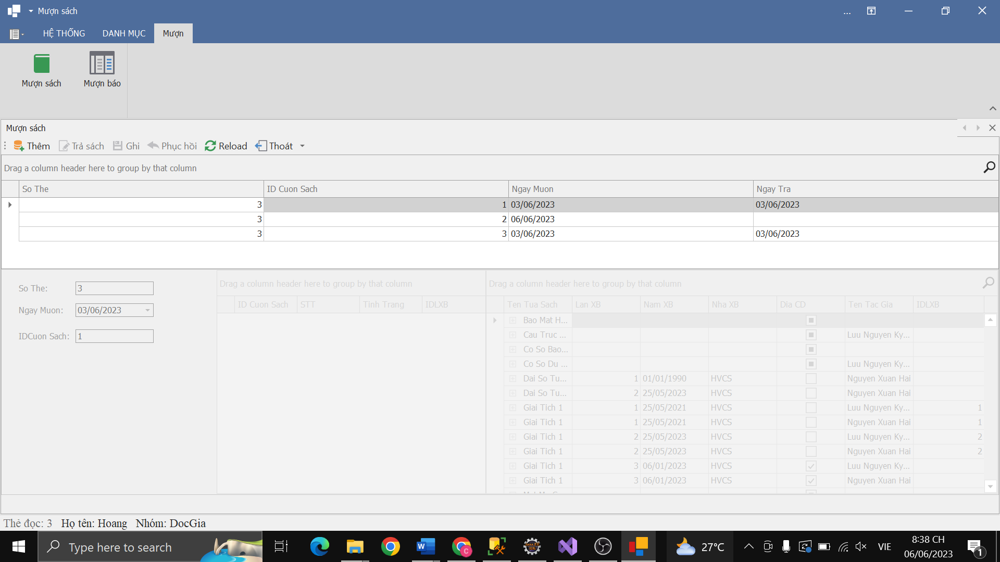 Mượn sách
...
HỆ THỐNG DANH MỤC Mượn
Mượn sách Mượn báo
Mượn sách
Thêm Trả sách Ghi Phục hồi Reload Thoát
Drag a column header here to group by that column
So The ID Cuon Sach Ngay Muon Ngay Tra
3 1 03/06/2023 03/06/2023
3 2 06/06/2023
3 3 03/06/2023 03/06/2023
So The: 3
Ngay Muon: 03/06/2023
IDCuon Sach: 1
Drag a column header here to group by that column
ID Cuon Sach STT Tinh Trang IDLXB
Drag a column header here to group by that column
Ten Tua Sach Lan XB Nam XB Nha XB Dia CD Ten Tac Gia IDLXB
Bao Mat H...
Cau Truc ... Luu Nguyen Ky...
Co So Bao...
Co So Du ... Luu Nguyen Ky...
Dai So Tu... 1 01/01/1990 HVCS Nguyen Xuan Hai
Dai So Tu... 2 25/05/2023 HVCS Nguyen Xuan Hai
Giai Tich 1 1 25/05/2021 HVCS Luu Nguyen Ky... 1
Giai Tich 1 1 25/05/2021 HVCS Nguyen Xuan Hai 1
Giai Tich 1 2 25/05/2023 HVCS Luu Nguyen Ky... 2
Giai Tich 1 2 25/05/2023 HVCS Nguyen Xuan Hai 2
Giai Tich 1 3 06/01/2023 HVCS Luu Nguyen Ky...
Giai Tich 1 3 06/01/2023 HVCS Nguyen Xuan Hai
Thẻ đọc: 3 Họ tên: Hoang Nhóm: DocGia
Type here to search
W
C
Java EE
IDE
27°C
VIE
8:38 CH
06/06/2023
1